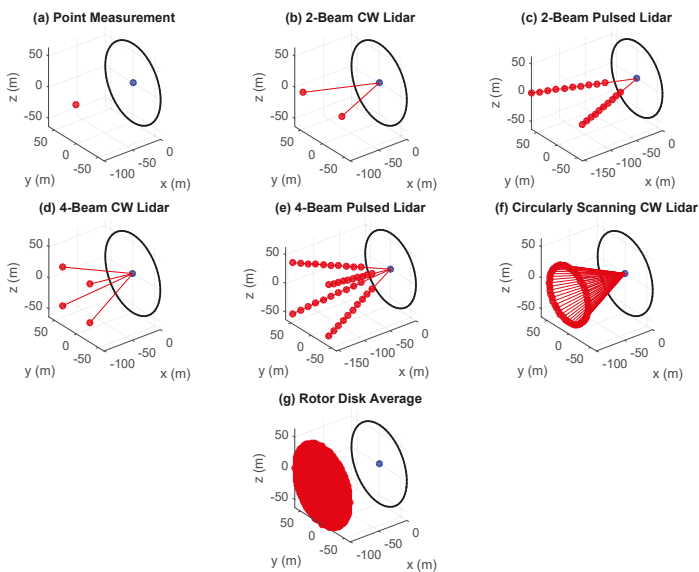 (a) Point Measurement
(b) 2-Beam CW Lidar
(c) 2-Beam Pulsed Lidar
z (m)
50
0
-50
50
0
-50
y (m)
-100
-50
0
x (m)
z (m)
50
0
-50
50
0
-50
y (m)
-100
-50
0
x (m)
z (m)
50
0
-50
50
0
-50
y (m)
-150
-100
-50
0
x (m)
(d) 4-Beam CW Lidar
(e) 4-Beam Pulsed Lidar
(f) Circularly Scanning CW Lidar
z (m)
50
0
-50
50
0
-50
y (m)
-100
-50
0
x (m)
z (m)
50
0
-50
50
0
-50
y (m)
-150
-100
-50
0
x (m)
z (m)
50
0
-50
50
0
-50
y (m)
-100
-50
0
x (m)
(g) Rotor Disk Average
z (m)
50
0
-50
50
0
-50
y (m)
-100
-50
0
x (m)